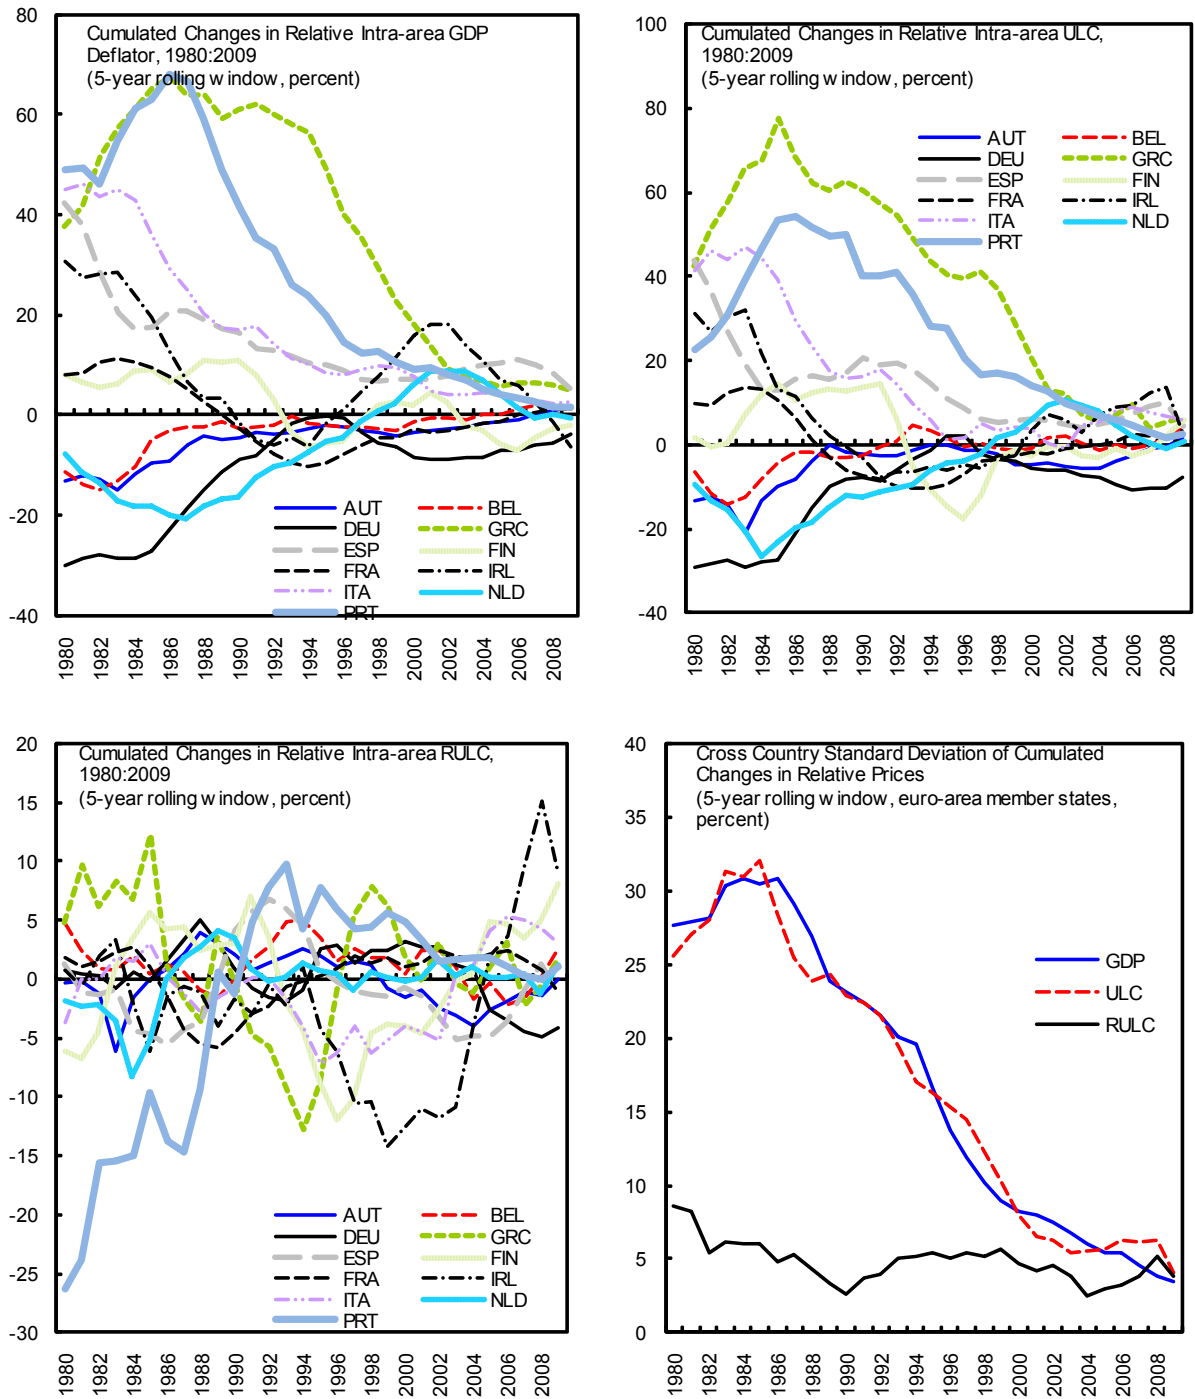 Cumulated Changes in Relative Intra-area GDP
Deflator, 1980:2009
(5-year rolling window, percent)
80
60
40
20
0
-20
-40
AUT
BEL
DEU
GRC
ESP
FIN
FRA
IRL
ITA
NLD
PRT
1980
1982
1984
1986
1988
1990
1992
1994
1996
1998
2000
2002
2004
2006
2008
Cumulated Changes in Relative Intra-area ULC,
1980:2009
(5-year rolling window, percent)
100
80
60
40
20
0
-20
-40
AUT
BEL
DEU
GRC
ESP
FIN
FRA
IRL
ITA
NLD
PRT
1980
1982
1984
1986
1988
1990
1992
1994
1996
1998
2000
2002
2004
2006
2008
Cumulated Changes in Relative Intra-area RULC,
1980:2009
(5-year rolling window, percent)
20
15
10
5
0
-5
-10
-15
-20
-25
-30
AUT
BEL
DEU
GRC
ESP
FIN
FRA
IRL
ITA
NLD
PRT
1980
1982
1984
1986
1988
1990
1992
1994
1996
1998
2000
2002
2004
2006
2008
Cross Country Standard Deviation of Cumulated
Changes in Relative Prices
(5-year rolling window, euro-area member states,
percent)
40
35
30
25
20
15
10
5
0
GDP
ULC
RULC
1980
1982
1984
1986
1988
1990
1992
1994
1996
1998
2000
2002
2004
2006
2008